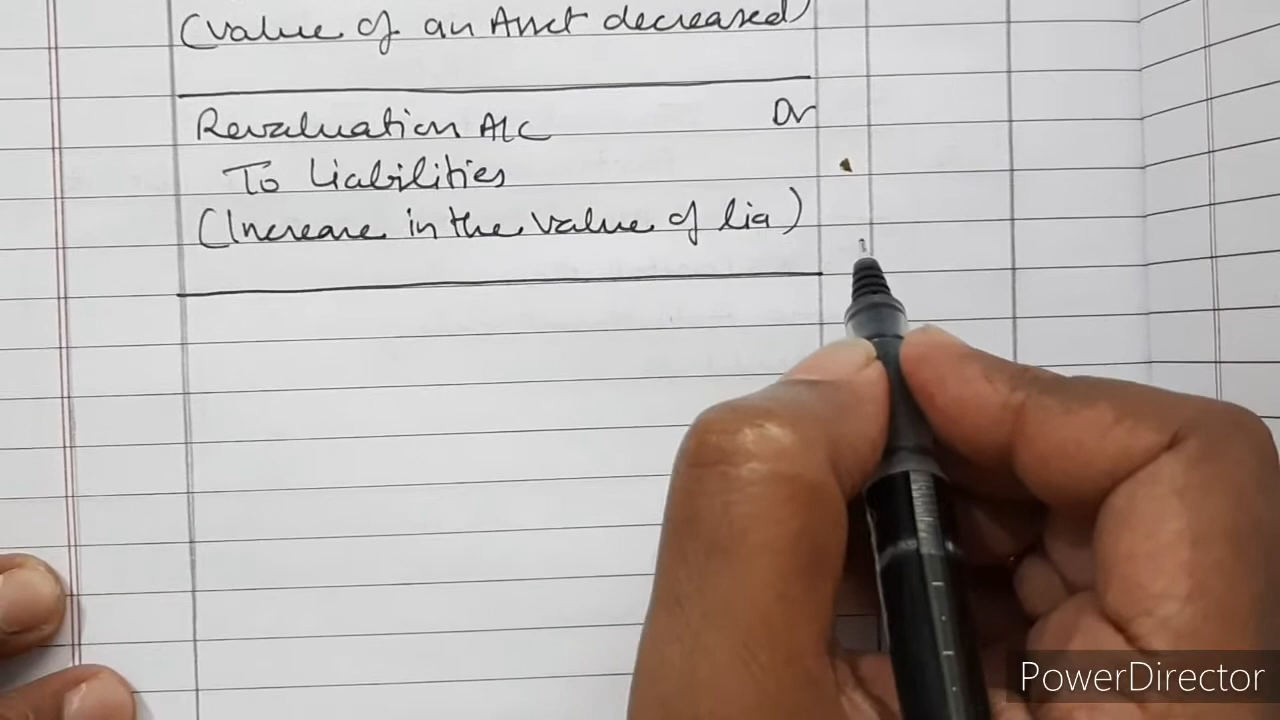 (Value of an Asset decreased)
Revaluation A/C Dr
To Liabilities
(Increase in the value of lia)
PowerDirector